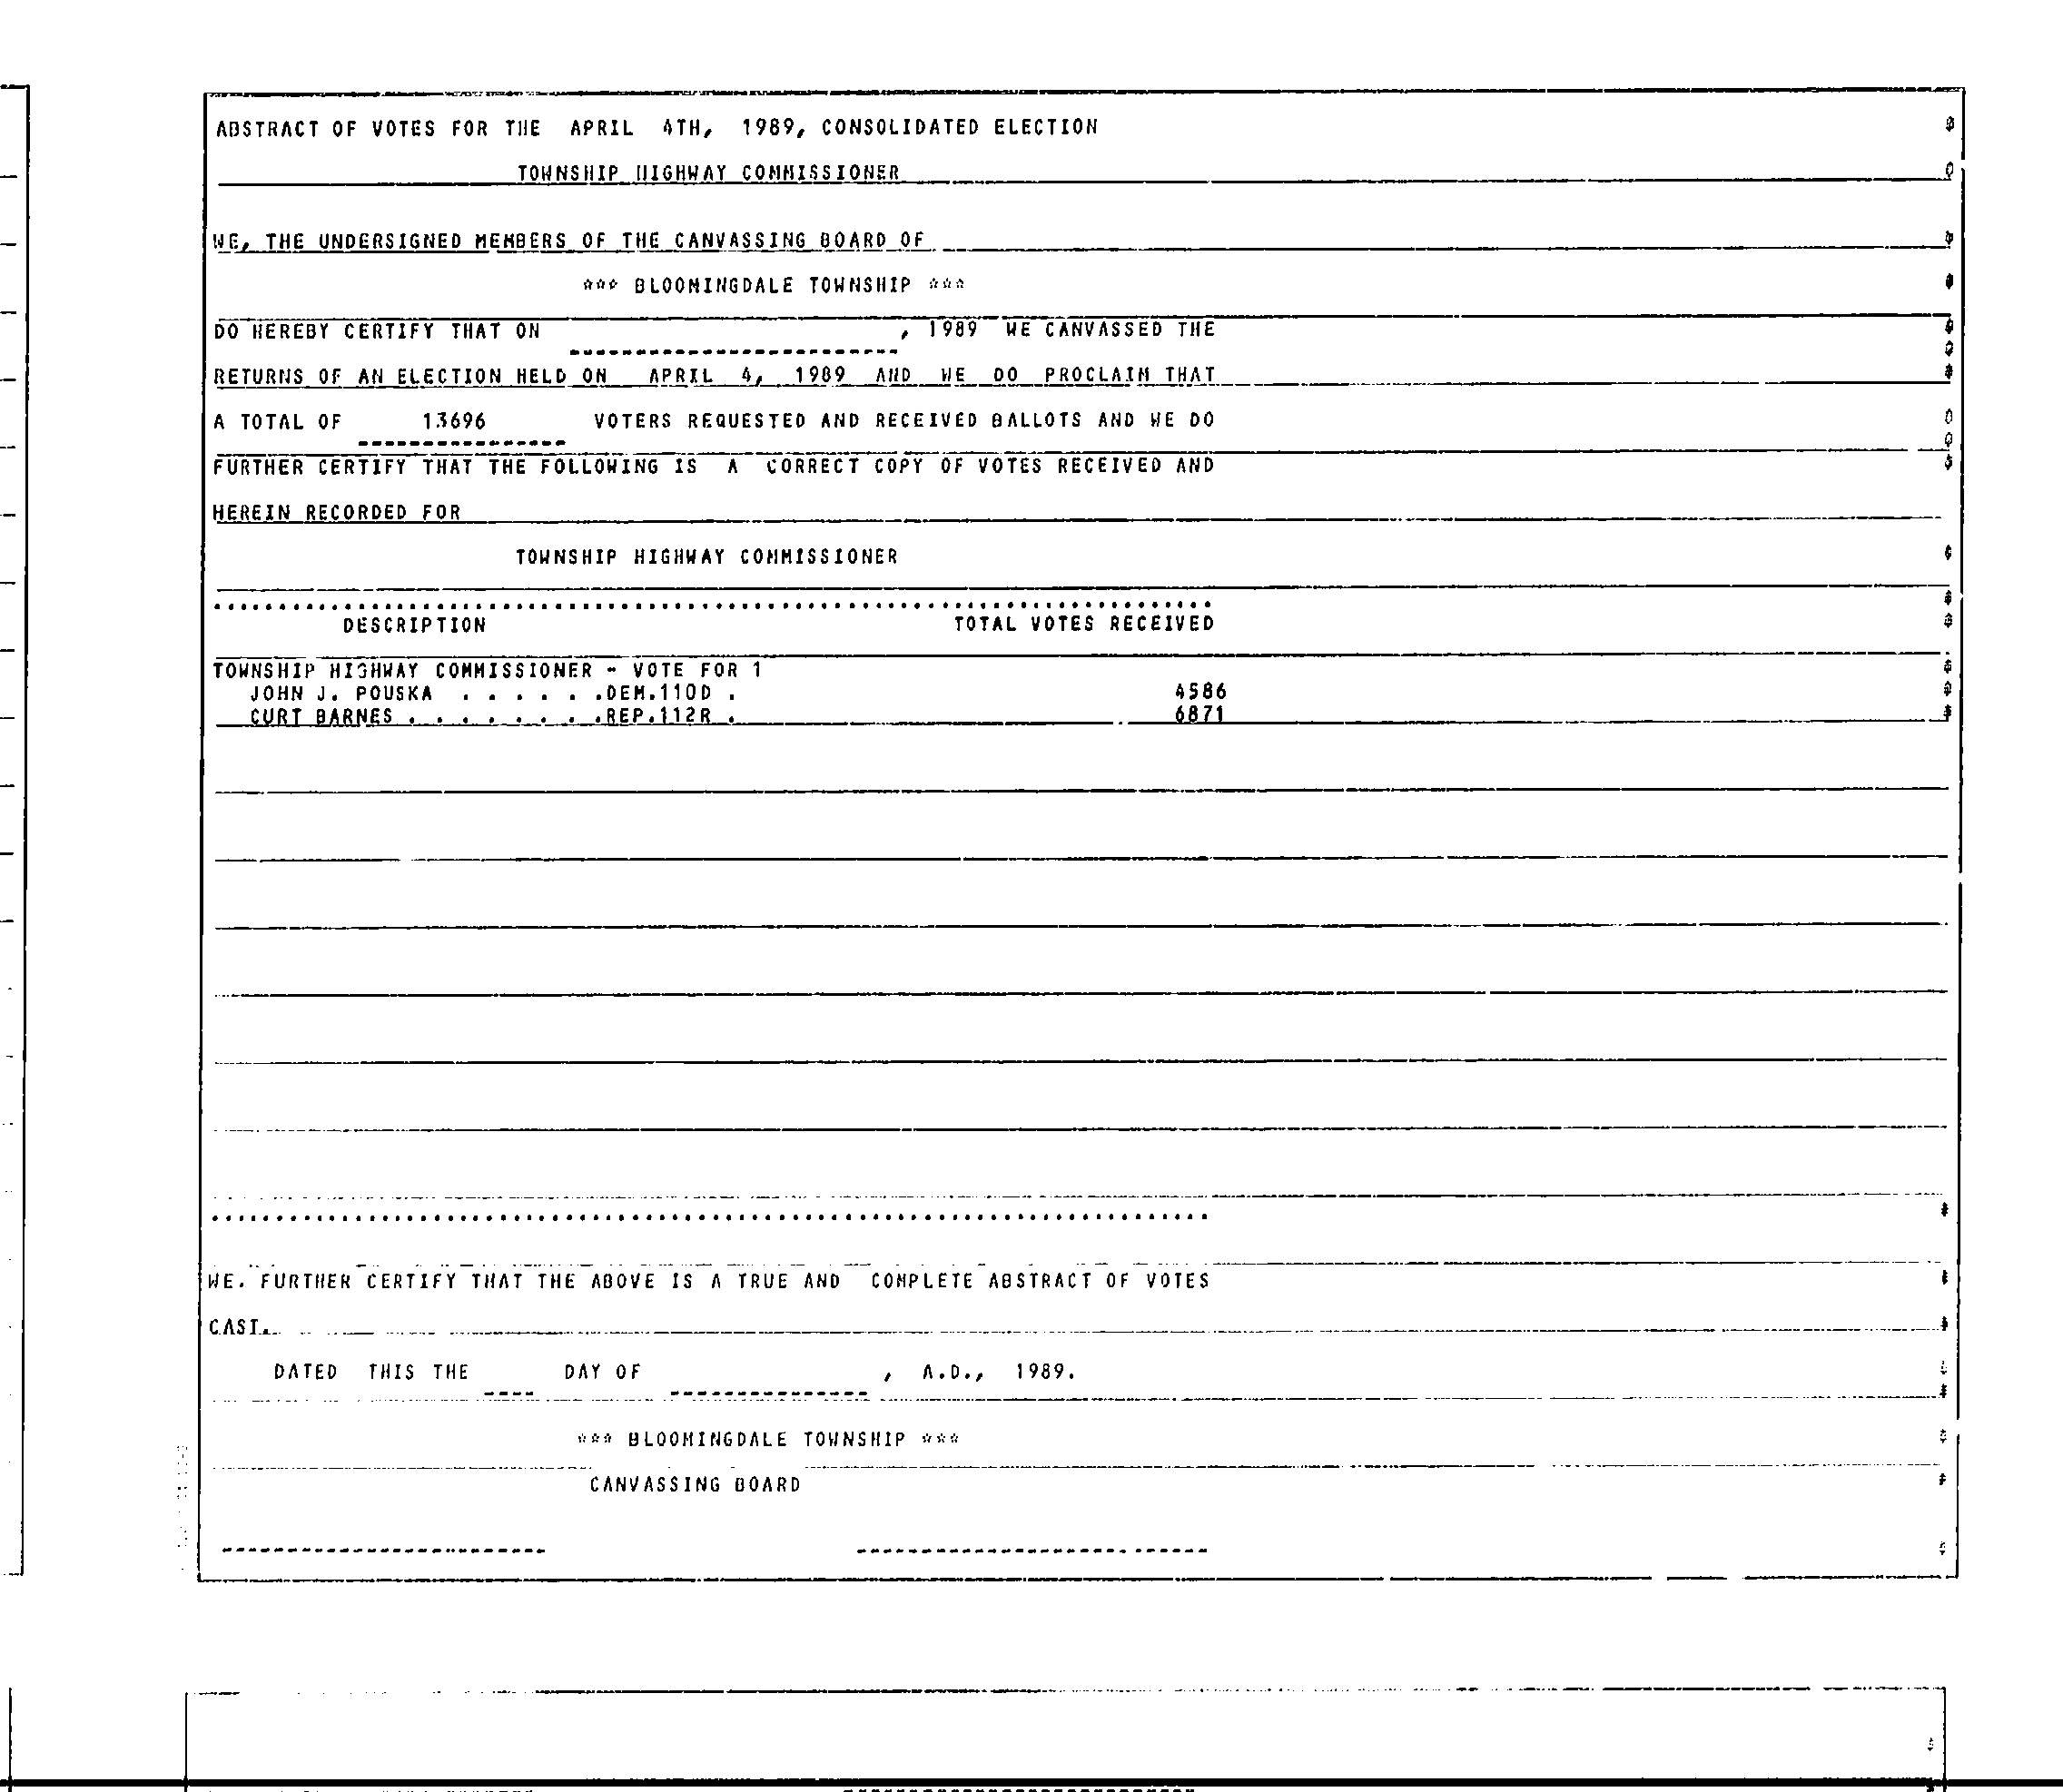 ABSTRACT OF VOTES FOR THE APRIL 4TH, 1989, CONSOLIDATED ELECTION
TOWNSHIP HIGHWAY COMMISSIONER
WE, THE UNDERSIGNED MEMBERS OF THE CANVASSING BOARD OF
*** BLOOMINGDALE TOWNSHIP ***
DO HEREBY CERTIFY THAT ON , 1989 WE CANVASSED THE
RETURNS OF AN ELECTION HELD ON APRIL 4, 1989 AND WE DO PROCLAIM THAT
A TOTAL OF 13696 VOTERS REQUESTED AND RECEIVED BALLOTS AND WE DO
FURTHER CERTIFY THAT THE FOLLOWING IS A CORRECT COPY OF VOTES RECEIVED AND
HEREIN RECORDED FOR
TOWNSHIP HIGHWAY COMMISSIONER
DESCRIPTION TOTAL VOTES RECEIVED
TOWNSHIP HIGHWAY COMMISSIONER - VOTE FOR 1
JOHN J. POUSKA . . . . . .DEM.110D . 4586
CURT BARNES . . . . . . . .REP.112R . 6871
WE. FURTHER CERTIFY THAT THE ABOVE IS A TRUE AND COMPLETE ABSTRACT OF VOTES
CAST.
DATED THIS THE ---- DAY OF --------------- , A.D., 1989.
*** BLOOMINGDALE TOWNSHIP ***
CANVASSING BOARD